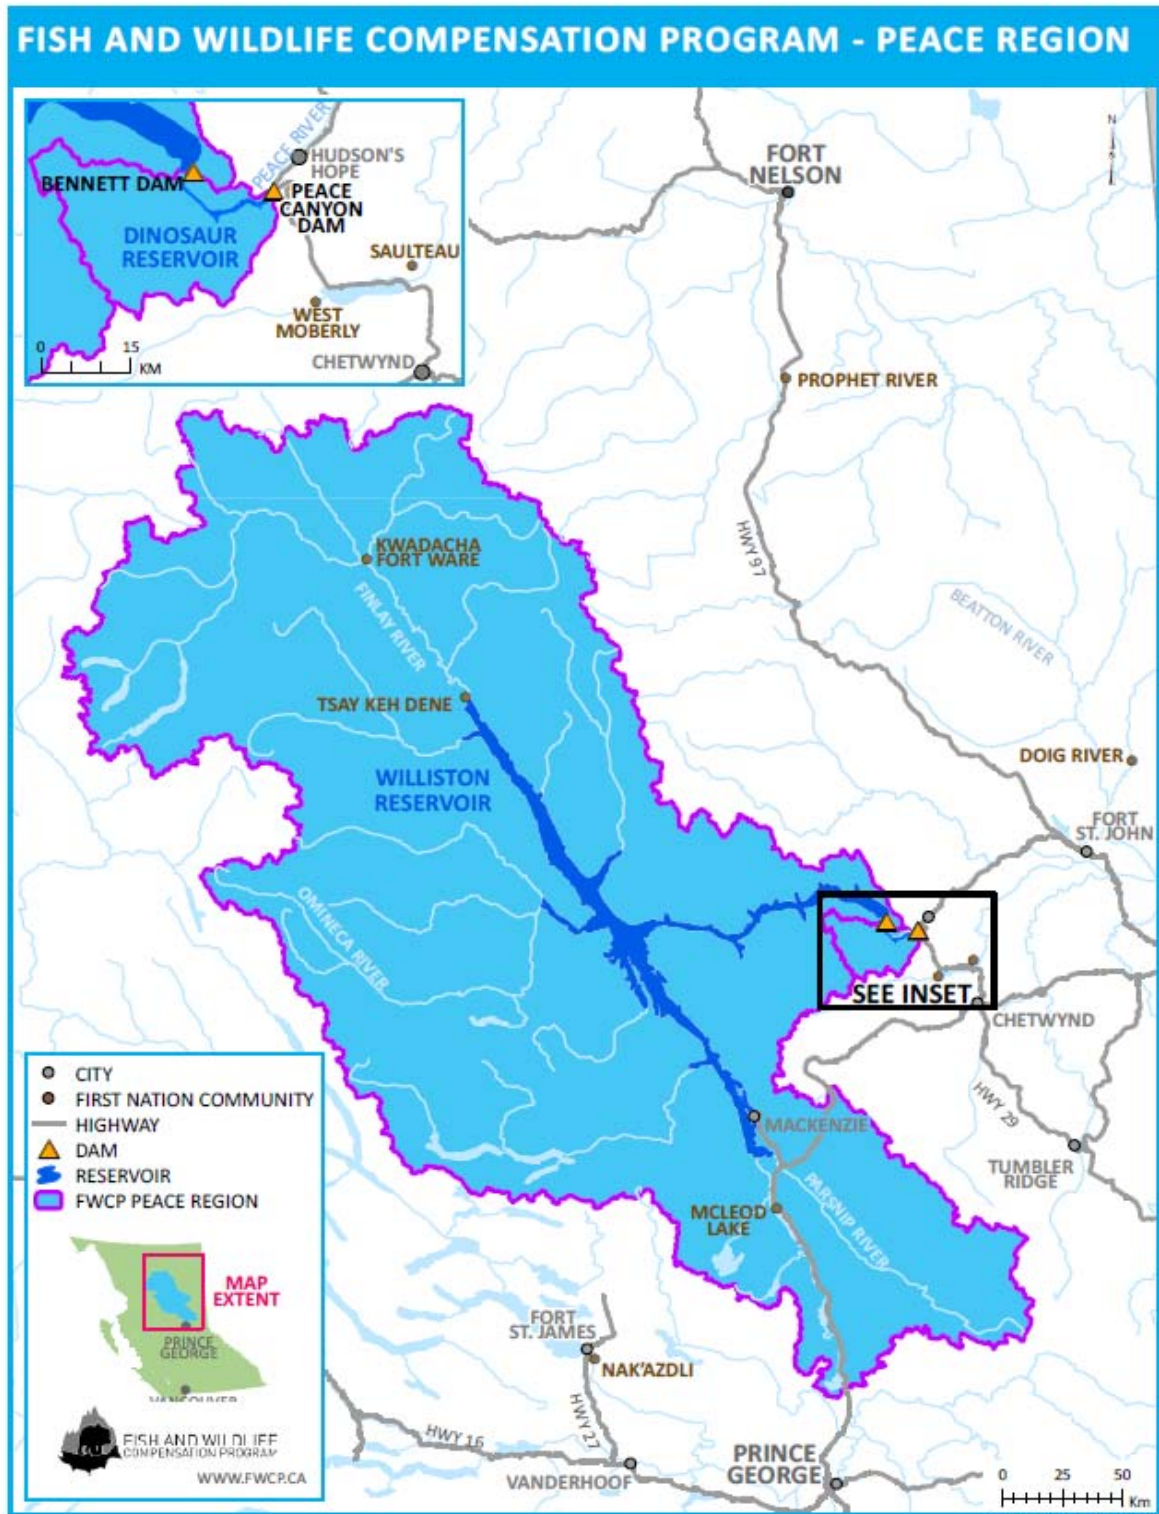 FISH AND WILDLIFE COMPENSATION PROGRAM - PEACE REGION
PEACE RIVER
HUDSON'S
HOPE
BENNETT DAM
PEACE
CANYON
DAM
DINOSAUR
RESERVOIR
SAULTEAU
WEST
MOBERLY
CHETWYND
0 15
KM
N
FORT
NELSON
PROPHET RIVER
HWY 97
BEATTON RIVER
KWADACHA
FORT WARE
FINLAY RIVER
TSAY KEH DENE
WILLISTON
RESERVOIR
DOIG RIVER
FORT
ST. JOHN
OMINECA RIVER
SEE INSET
CHETWYND
HWY 29
MACKENZIE
TUMBLER
RIDGE
MCLEOD
LAKE
PARSNIP RIVER
CITY
FIRST NATION COMMUNITY
HIGHWAY
DAM
RESERVOIR
FWCP PEACE REGION
MAP
EXTENT
PRINCE
GEORGE
VANCOUVER
FISH AND WILDLIFE
COMPENSATION PROGRAM
WWW.FWCP.CA
FORT
ST. JAMES
NAK'AZDLI
HWY 27
HWY 16
VANDERHOOF
PRINCE
GEORGE
0 25 50
Km